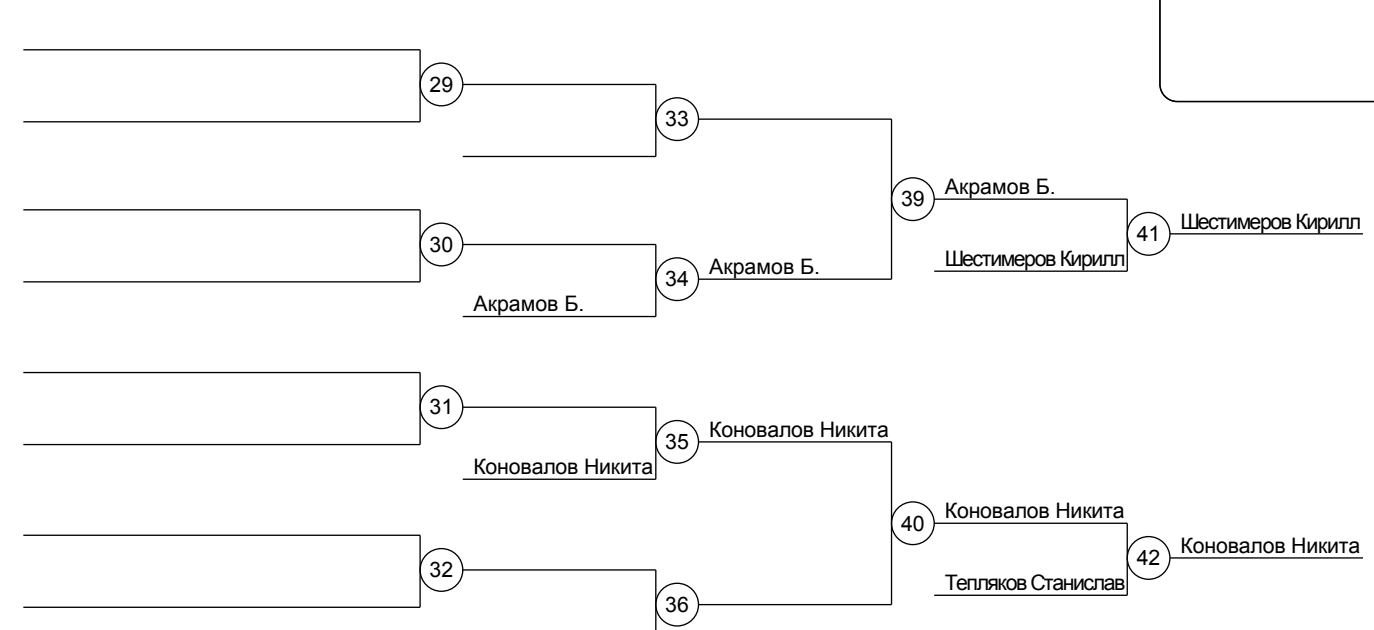 29
33
39
Акрамов Б.
41
Шестимеров Кирилл
30
34
Акрамов Б.
Шестимеров Кирилл
Акрамов Б.
31
35
Коновалов Никита
Коновалов Никита
40
Коновалов Никита
42
Коновалов Никита
32
36
Тепляков Станислав